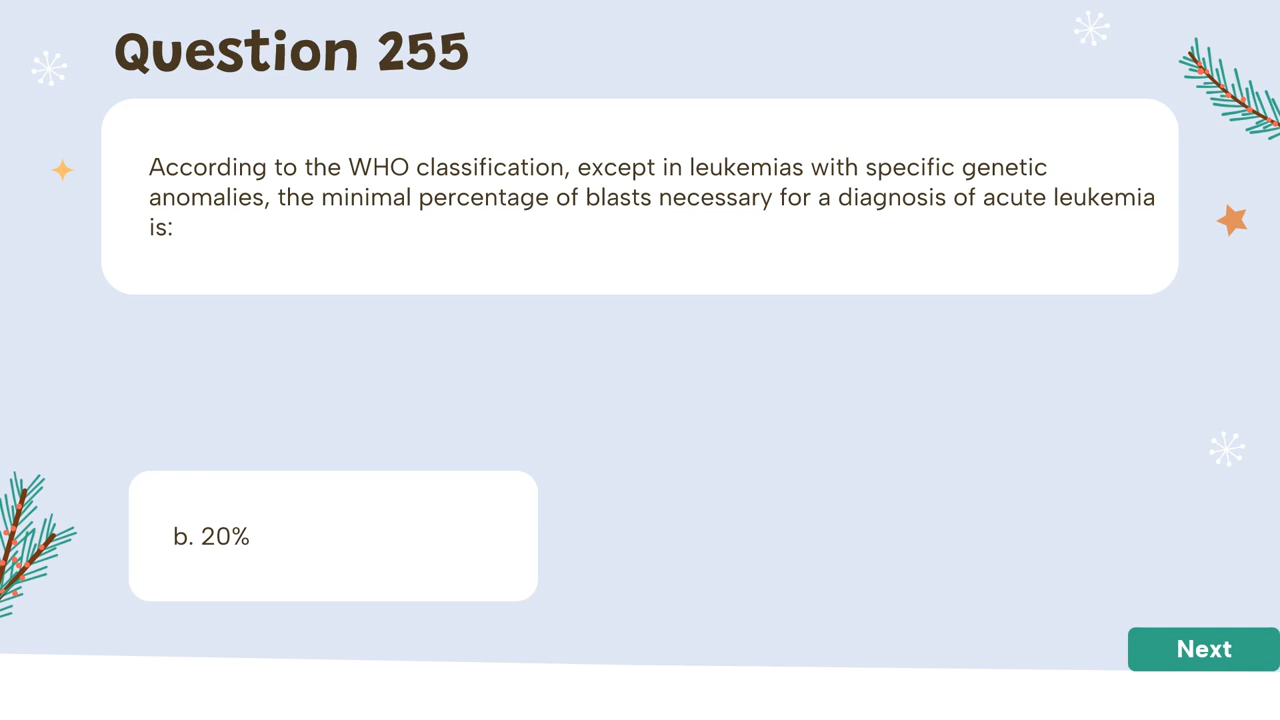 Question 255
According to the WHO classification, except in leukemias with specific genetic
anomalies, the minimal percentage of blasts necessary for a diagnosis of acute leukemia
is:
b. 20%
Next